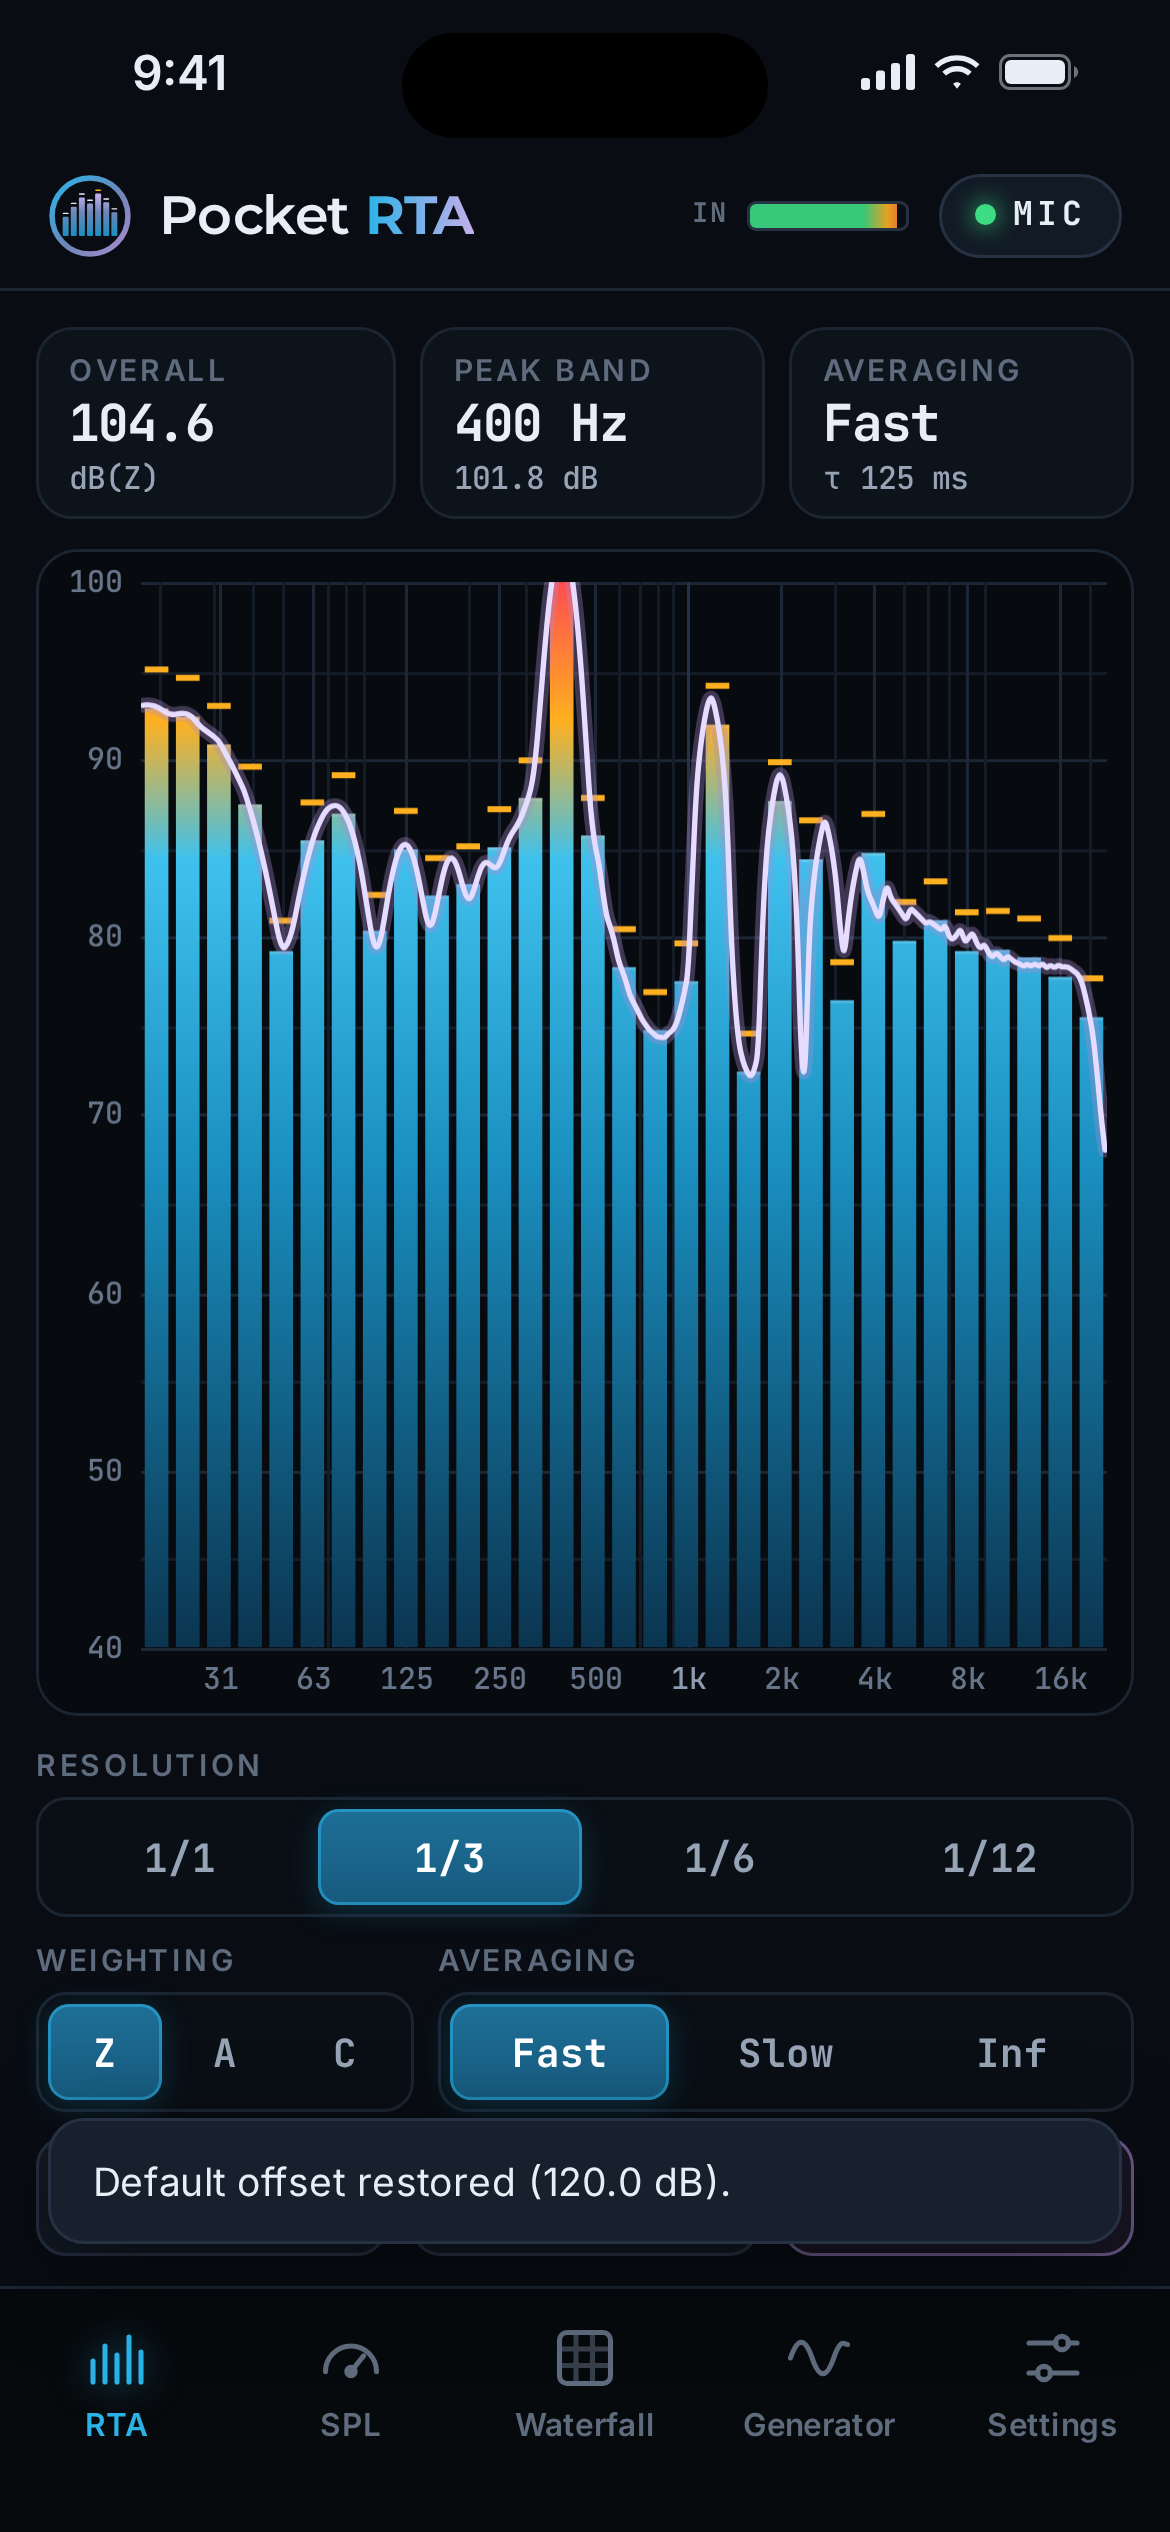 9:41
Pocket RTA
IN
MIC
OVERALL
104.6
dB(Z)
PEAK BAND
400 Hz
101.8 dB
AVERAGING
Fast
τ 125 ms
100
90
80
70
60
50
40
31 63 125 250 500 1k 2k 4k 8k 16k
RESOLUTION
1/1 1/3 1/6 1/12
WEIGHTING
Z A C
AVERAGING
Fast Slow Inf
Default offset restored (120.0 dB).
RTA SPL Waterfall Generator Settings